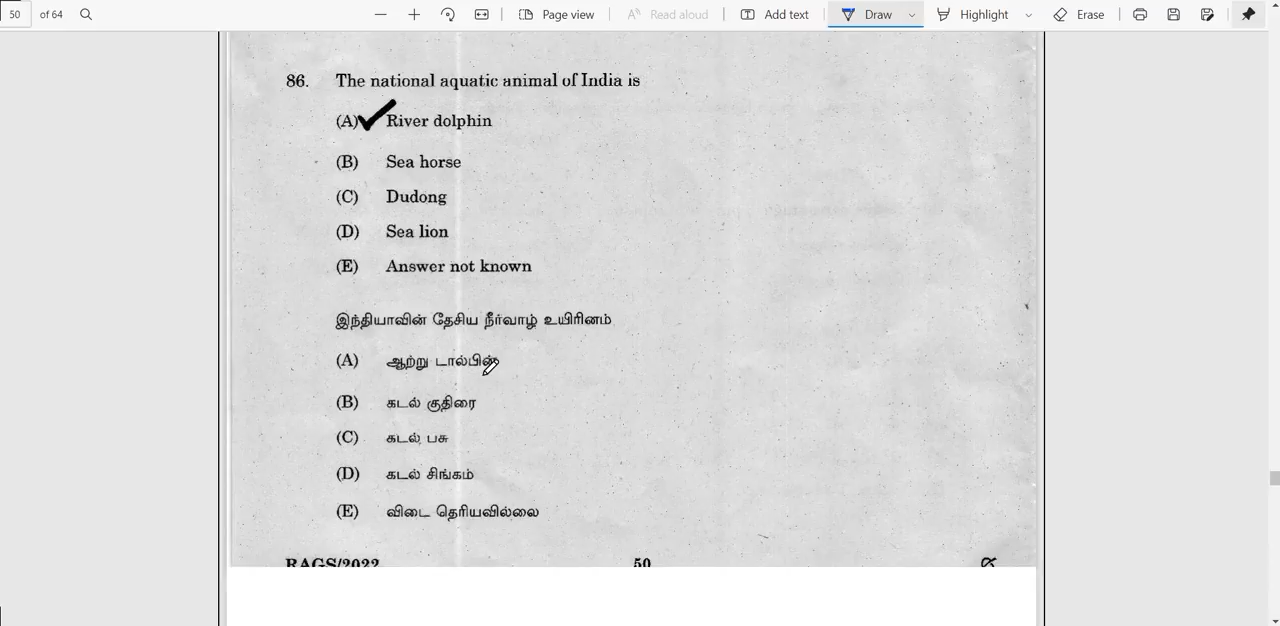 50 of 64 Page view Read aloud Add text Draw Highlight Erase
86. The national aquatic animal of India is
(A) River dolphin
(B) Sea horse
(C) Dudong
(D) Sea lion
(E) Answer not known
இந்தியாவின் தேசிய நீர்வாழ் உயிரினம்
(A) ஆற்று டால்பின்
(B) கடல் குதிரை
(C) கடல் பசு
(D) கடல் சிங்கம்
(E) விடை தெரியவில்லை
RAGS/2022 50